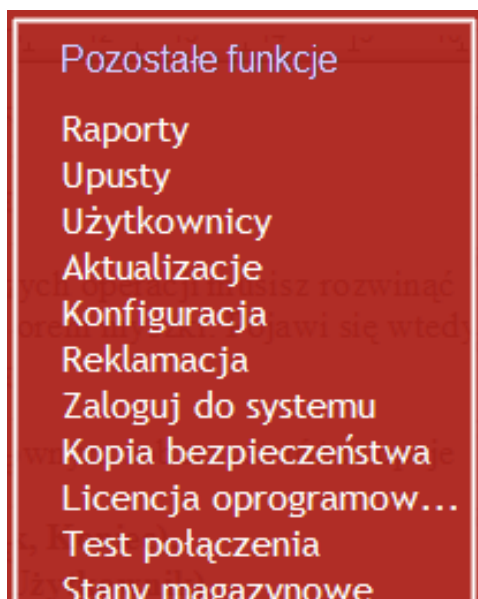 Pozostałe funkcje
Raporty
Upusty
Użytkownicy
Aktualizacje
Konfiguracja
Reklamacja
Zaloguj do systemu
Kopia bezpieczeństwa
Licencja oprogramow...
Test połączenia
Stany magazynowe